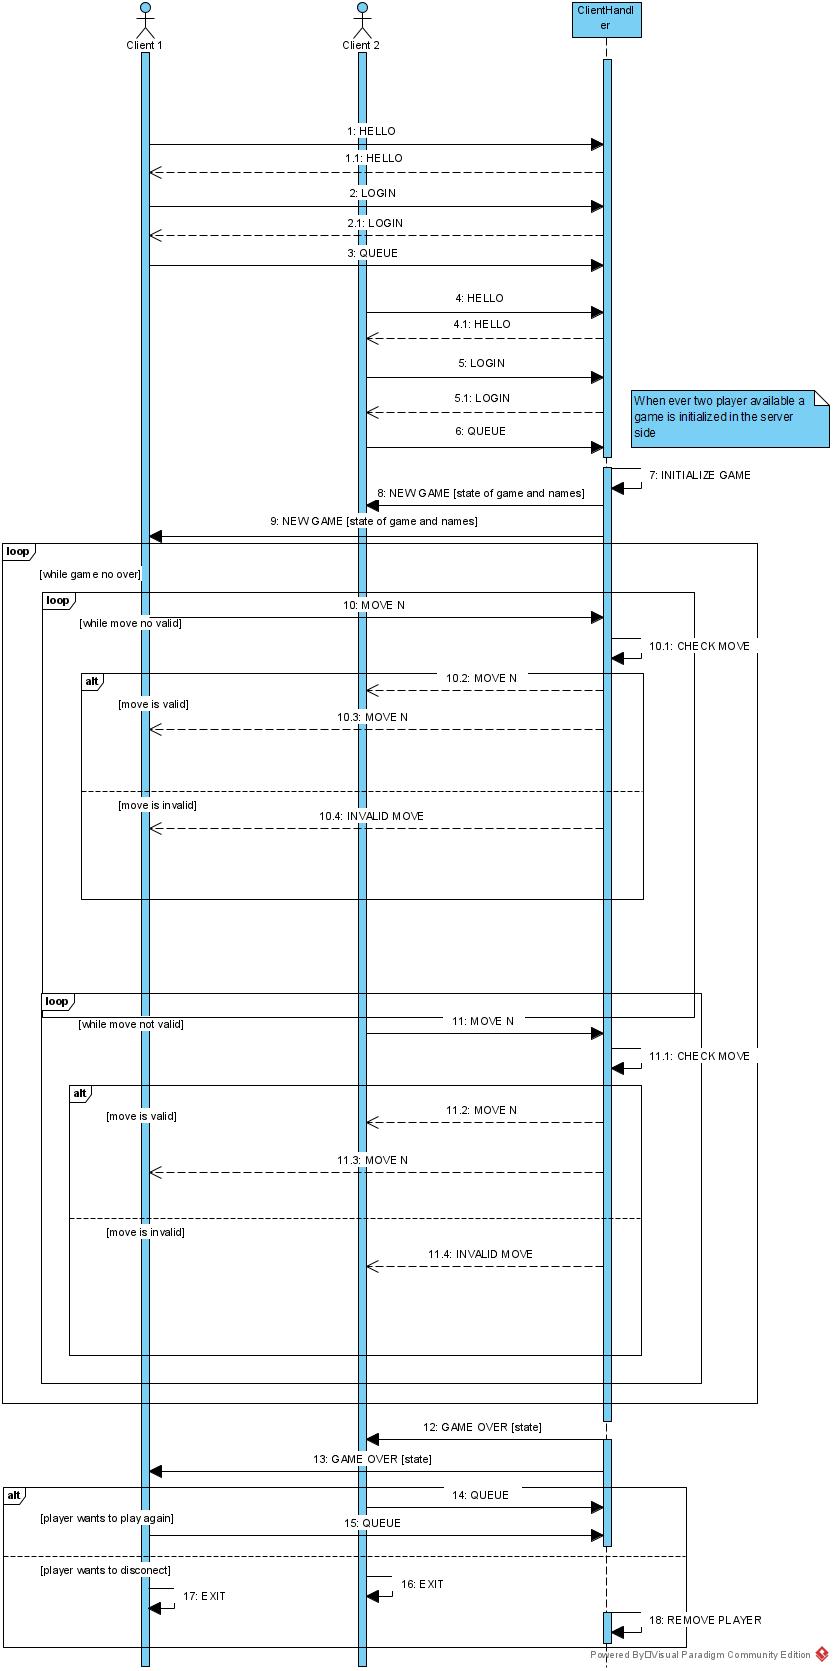 Client 1
Client 2
ClientHandl
er
1: HELLO
1.1: HELLO
2: LOGIN
2.1: LOGIN
3: QUEUE
4: HELLO
4.1: HELLO
5: LOGIN
5.1: LOGIN
6: QUEUE
When ever two player available a
game is initialized in the server
side
7: INITIALIZE GAME
8: NEW GAME [state of game and names]
9: NEW GAME [state of game and names]
loop
[while game no over]
loop
10: MOVE N
[while move no valid]
10.1: CHECK MOVE
alt
10.2: MOVE N
[move is valid]
10.3: MOVE N
[move is invalid]
10.4: INVALID MOVE
loop
[while move not valid]
11: MOVE N
11.1: CHECK MOVE
alt
11.2: MOVE N
[move is valid]
11.3: MOVE N
[move is invalid]
11.4: INVALID MOVE
12: GAME OVER [state]
13: GAME OVER [state]
alt
14: QUEUE
[player wants to play again]
15: QUEUE
[player wants to disconect]
16: EXIT
17: EXIT
18: REMOVE PLAYER
Powered By Visual Paradigm Community Edition